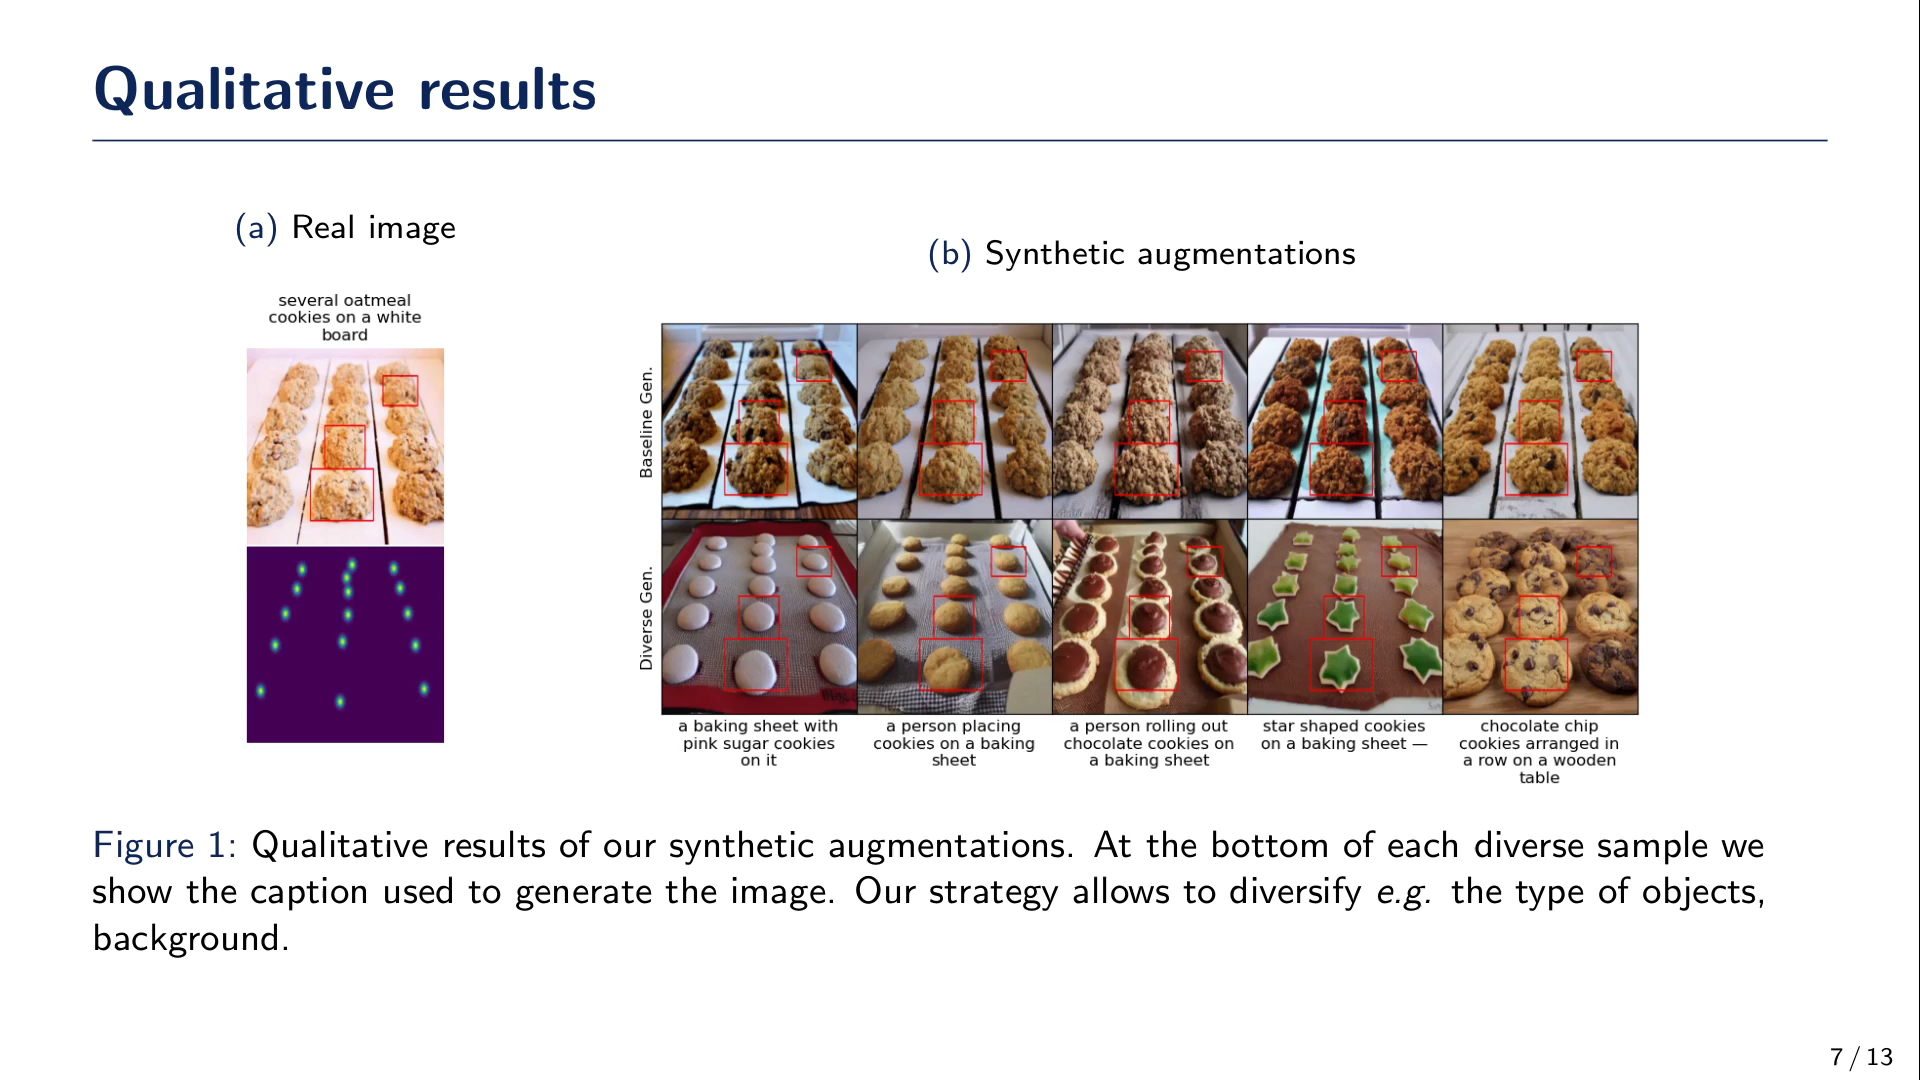 Qualitative results
(a) Real image
(b) Synthetic augmentations
several oatmeal
cookies on a white
board
Baseline Gen.
Diverse Gen.
a baking sheet with
pink sugar cookies
on it
a person placing
cookies on a baking
sheet
a person rolling out
chocolate cookies on
a baking sheet
star shaped cookies
on a baking sheet —
chocolate chip
cookies arranged in
a row on a wooden
table
Figure 1: Qualitative results of our synthetic augmentations. At the bottom of each diverse sample we
show the caption used to generate the image. Our strategy allows to diversify e.g. the type of objects,
background.
7 / 13